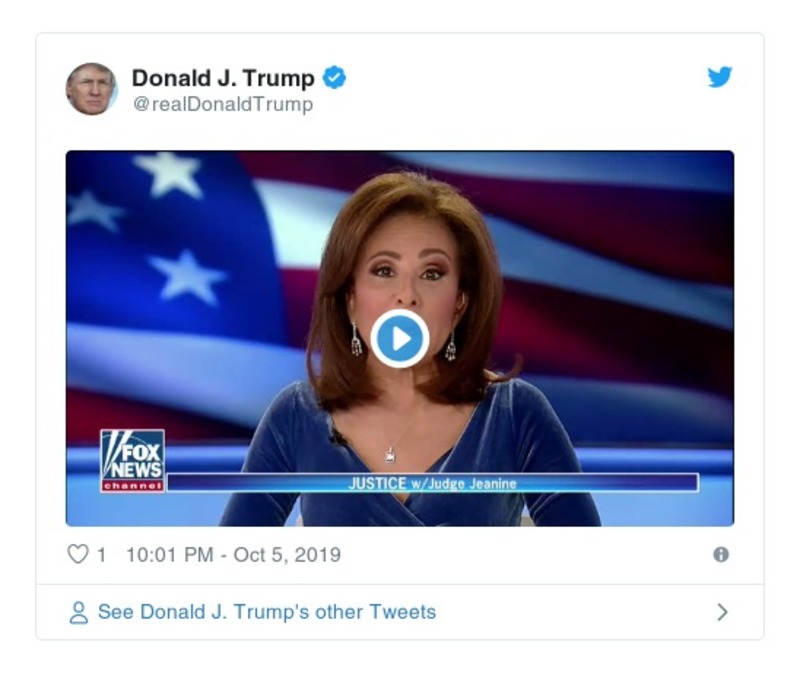 Donald J. Trump
@realDonaldTrump
FOX
NEWS
channel
JUSTICE w/Judge Jeanine
1 10:01 PM - Oct 5, 2019
See Donald J. Trump's other Tweets